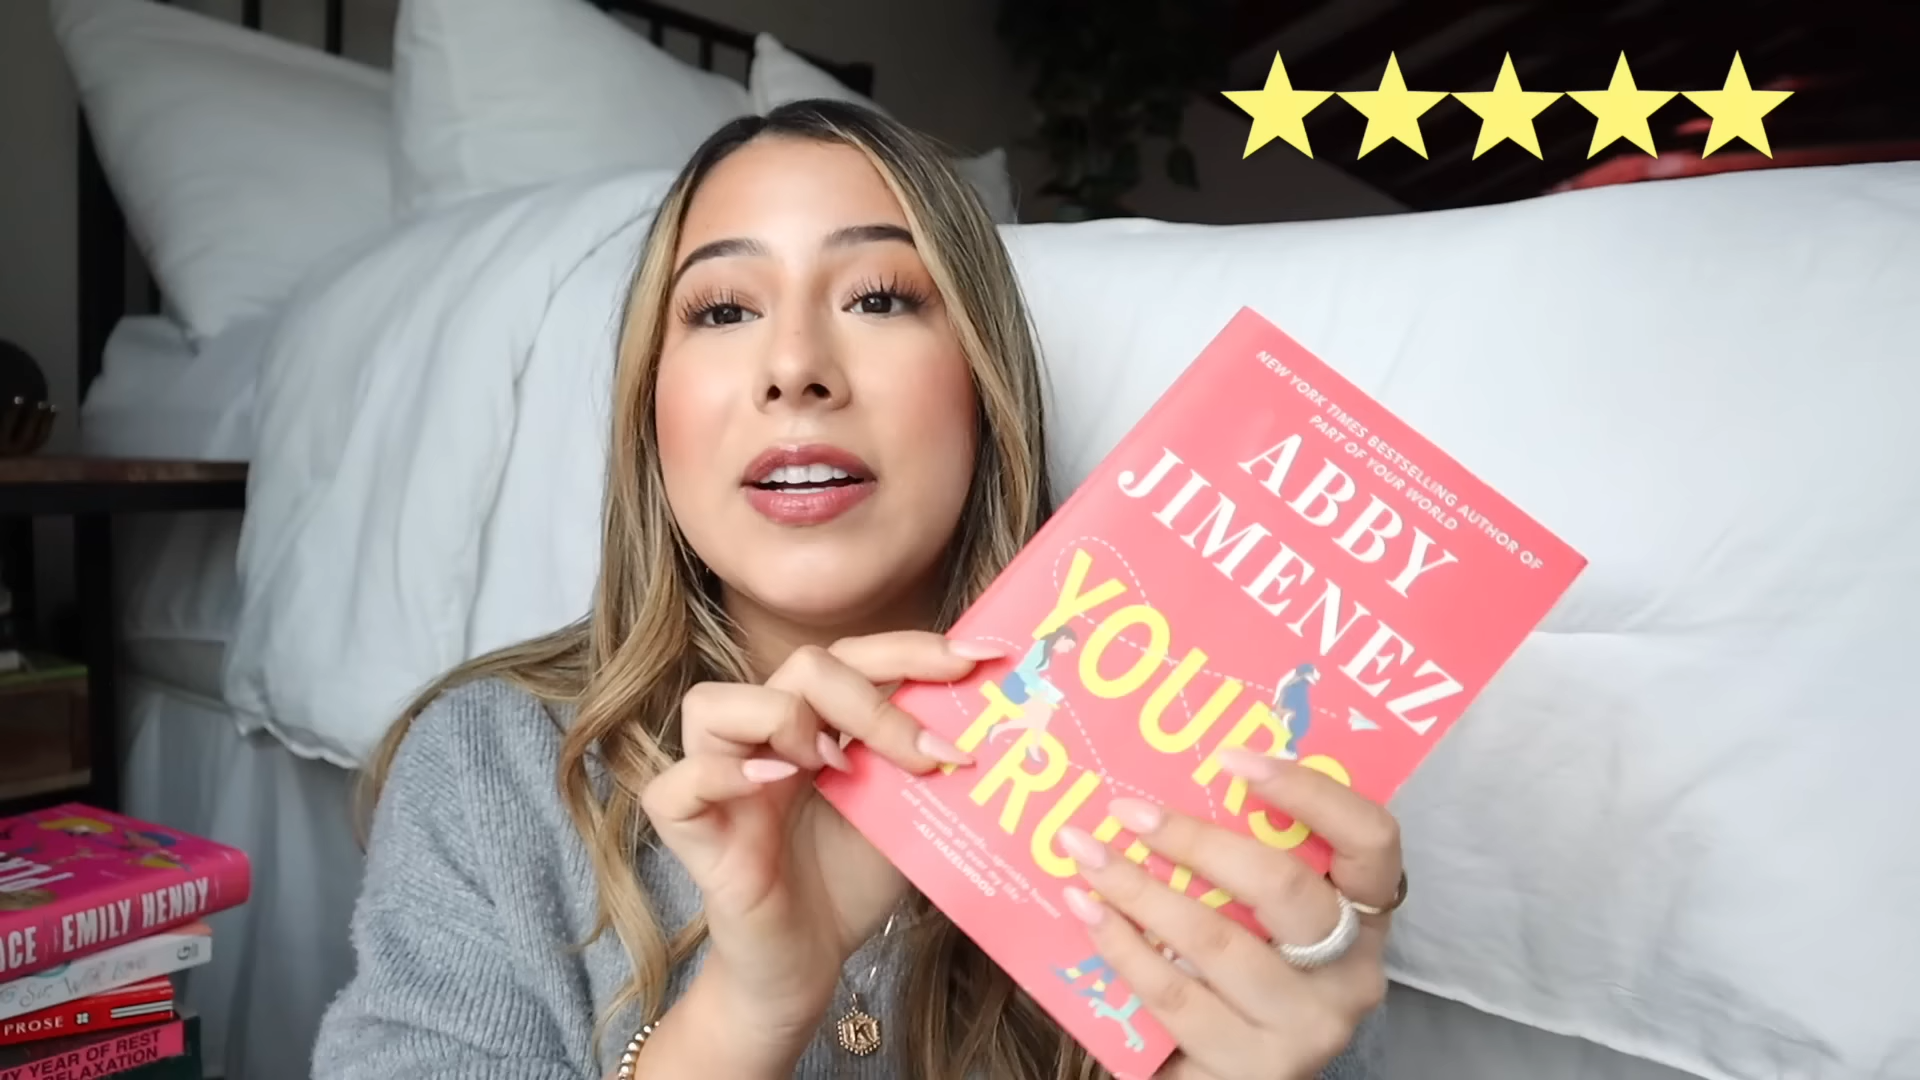 NEW YORK TIMES BESTSELLING AUTHOR OF
PART OF YOUR WORLD
ABBY
JIMENEZ
YOURS
TRULY
-ALI HAZELWOOD
EMILY HENRY
PROSE
MY YEAR OF REST
RELAXATION
K